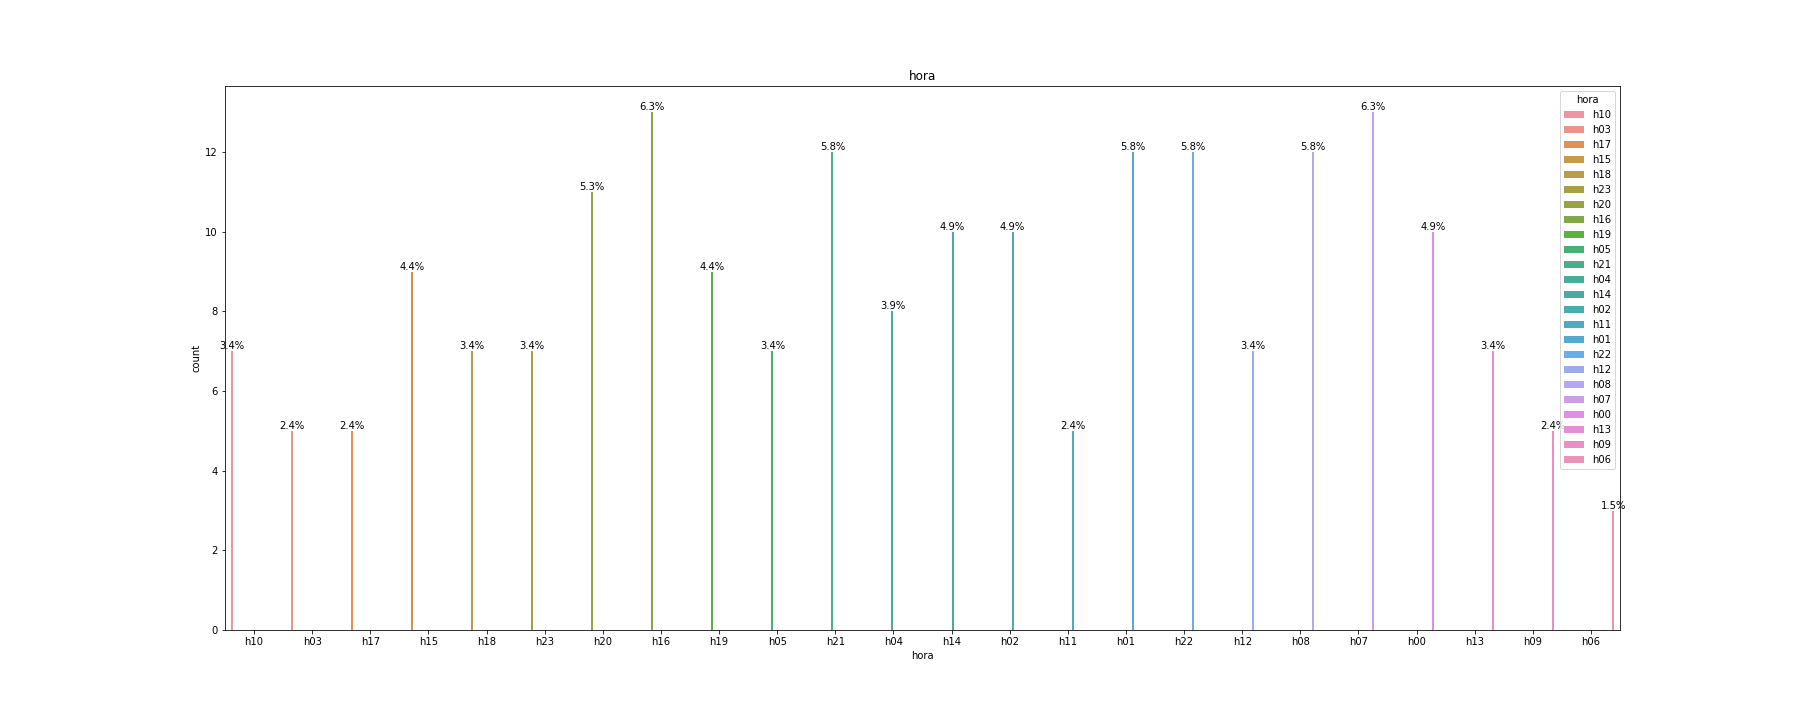 hora
6.3%
6.3%
5.8%
5.8%
5.8%
5.8%
5.3%
4.9%
4.9%
4.9%
4.4%
4.4%
3.9%
3.4%
3.4%
3.4%
3.4%
3.4%
3.4%
2.4%
2.4%
2.4%
2.4%
1.5%
12
10
8
6
4
2
0
count
h10 h03 h17 h15 h18 h23 h20 h16 h19 h05 h21 h04 h14 h02 h11 h01 h22 h12 h08 h07 h00 h13 h09 h06
hora
hora
h10
h03
h17
h15
h18
h23
h20
h16
h19
h05
h21
h04
h14
h02
h11
h01
h22
h12
h08
h07
h00
h13
h09
h06